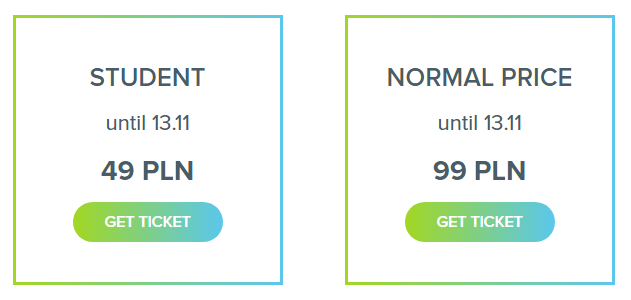 STUDENT
until 13.11
49 PLN
GET TICKET
NORMAL PRICE
until 13.11
99 PLN
GET TICKET